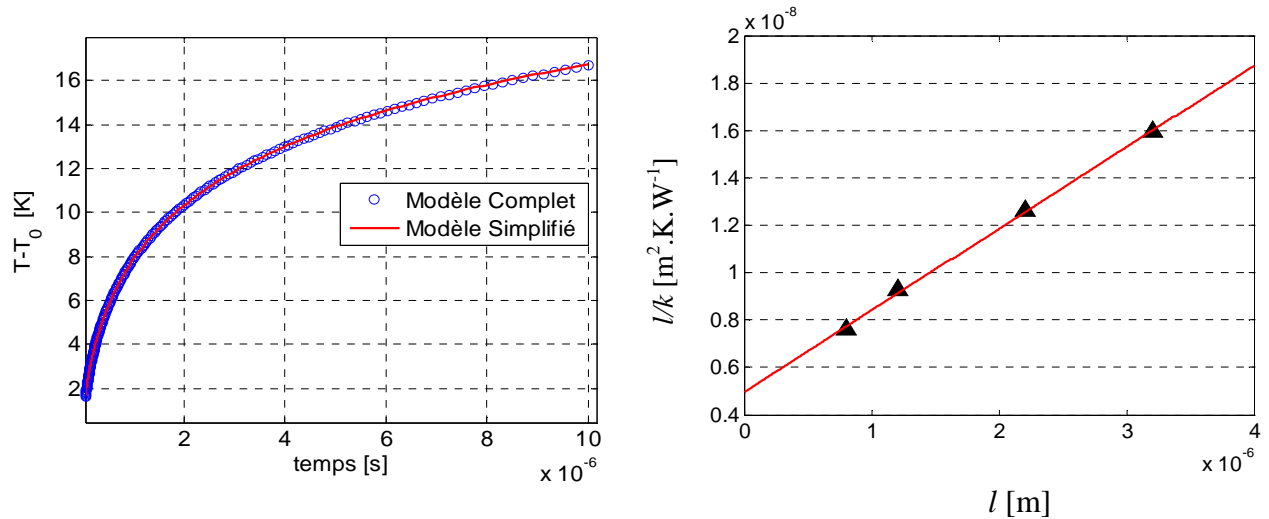 16
14
12
10
8
6
4
2
T-T0 [K]
Modèle Complet
Modèle Simplifié
2 4 6 8 10
temps [s]
x 10-6
x 10-8
2
1.8
1.6
1.4
1.2
1
0.8
0.6
0.4
l/k [m2.K.W-1]
0 1 2 3 4
x 10-6
l [m]